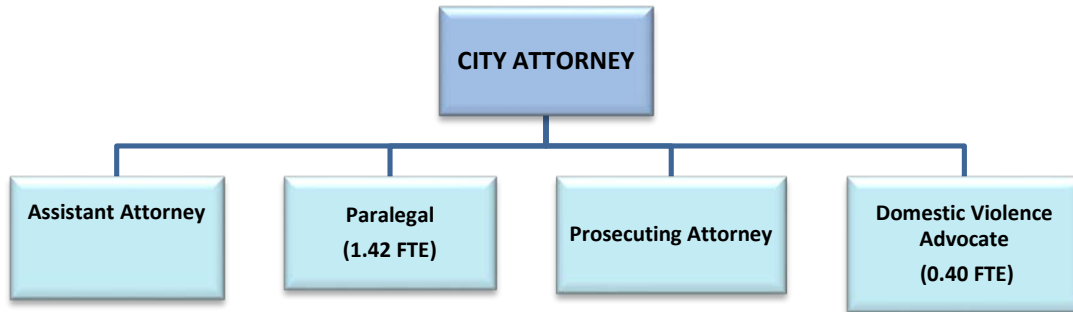 CITY ATTORNEY
Assistant Attorney
Paralegal
(1.42 FTE)
Prosecuting Attorney
Domestic Violence
Advocate
(0.40 FTE)